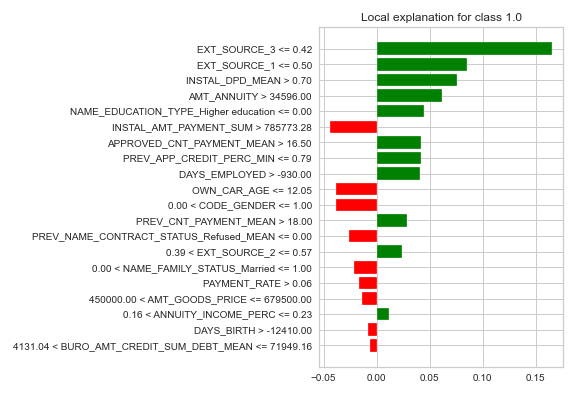 Local explanation for class 1.0
EXT_SOURCE_3 <= 0.42
EXT_SOURCE_1 <= 0.50
INSTAL_DPD_MEAN > 0.70
AMT_ANNUITY > 34596.00
NAME_EDUCATION_TYPE_Higher education <= 0.00
INSTAL_AMT_PAYMENT_SUM > 785773.28
APPROVED_CNT_PAYMENT_MEAN > 16.50
PREV_APP_CREDIT_PERC_MIN <= 0.79
DAYS_EMPLOYED > -930.00
OWN_CAR_AGE <= 12.05
0.00 < CODE_GENDER <= 1.00
PREV_CNT_PAYMENT_MEAN > 18.00
PREV_NAME_CONTRACT_STATUS_Refused_MEAN <= 0.00
0.39 < EXT_SOURCE_2 <= 0.57
0.00 < NAME_FAMILY_STATUS_Married <= 1.00
PAYMENT_RATE > 0.06
450000.00 < AMT_GOODS_PRICE <= 679500.00
0.16 < ANNUITY_INCOME_PERC <= 0.23
DAYS_BIRTH > -12410.00
4131.04 < BURO_AMT_CREDIT_SUM_DEBT_MEAN <= 71949.16
−0.05 0.00 0.05 0.10 0.15